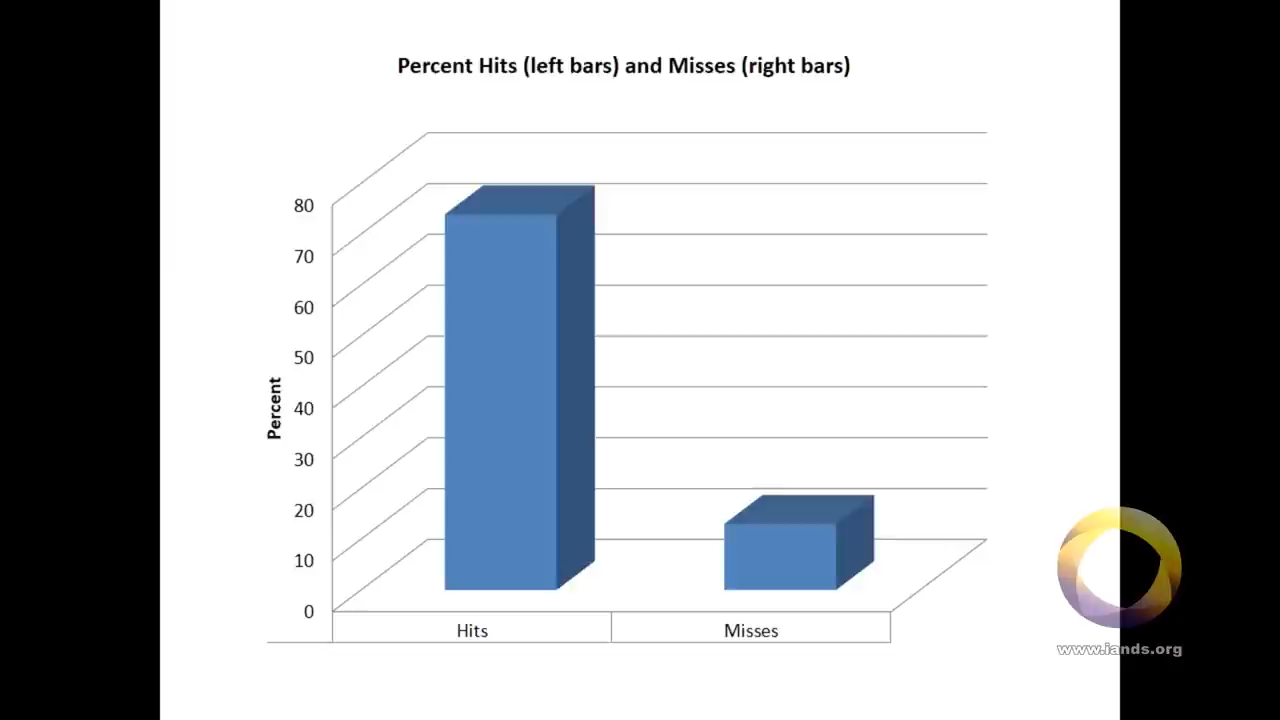 Percent Hits (left bars) and Misses (right bars)
80
70
60
50
40
30
20
10
0
Percent
Hits
Misses
www.iands.org